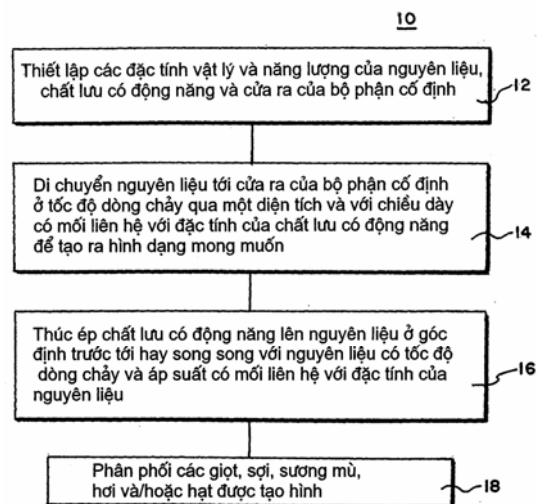 10
Thiết lập các đặc tính vật lý và năng lượng của nguyên liệu,
chất lưu có động năng và cửa ra của bộ phận cố định
12
Di chuyển nguyên liệu tới cửa ra của bộ phận cố định
ở tốc độ dòng chảy qua một diện tích và với chiều dày
có mối liên hệ với đặc tính của chất lưu có động năng
để tạo ra hình dạng mong muốn
14
Thúc ép chất lưu có động năng lên nguyên liệu ở góc
định trước tới hay song song với nguyên liệu có tốc độ
dòng chảy và áp suất có mối liên hệ với đặc tính của
nguyên liệu
16
Phân phối các giọt, sợi, sương mù,
hơi và/hoặc hạt được tạo hình
18